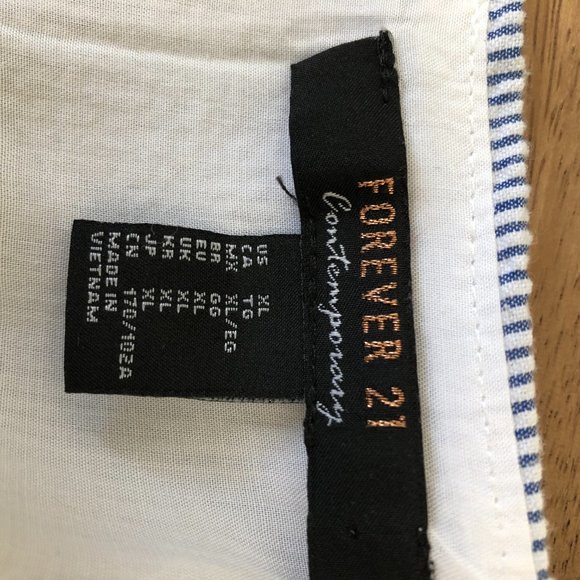 FOREVER 21
Contemporary
US XL
CA TG
MX XL/EG
BR GG
EU XL
UK XL
KR XL
JP XL
CN 170/102A
MADE IN
VIETNAM